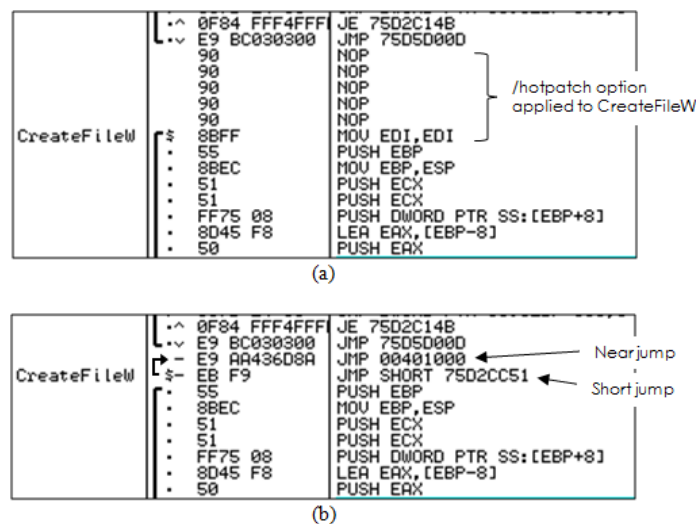 0F84 FFF4FFFF JE 75D2C14B
E9 BC030300 JMP 75D5D00D
90 NOP
90 NOP
90 NOP
90 NOP
90 NOP
/hotpatch option
applied to CreateFileW
CreateFileW $ 8BFF MOV EDI,EDI
55 PUSH EBP
8BEC MOV EBP,ESP
51 PUSH ECX
51 PUSH ECX
FF75 08 PUSH DWORD PTR SS:[EBP+8]
8D45 F8 LEA EAX,[EBP-8]
50 PUSH EAX
(a)
0F84 FFF4FFFF JE 75D2C14B
E9 BC030300 JMP 75D5D00D
E9 AA436D8A JMP 00401000
Near jump
CreateFileW $- EB F9 JMP SHORT 75D2CC51
Short jump
55 PUSH EBP
8BEC MOV EBP,ESP
51 PUSH ECX
51 PUSH ECX
FF75 08 PUSH DWORD PTR SS:[EBP+8]
8D45 F8 LEA EAX,[EBP-8]
50 PUSH EAX
(b)